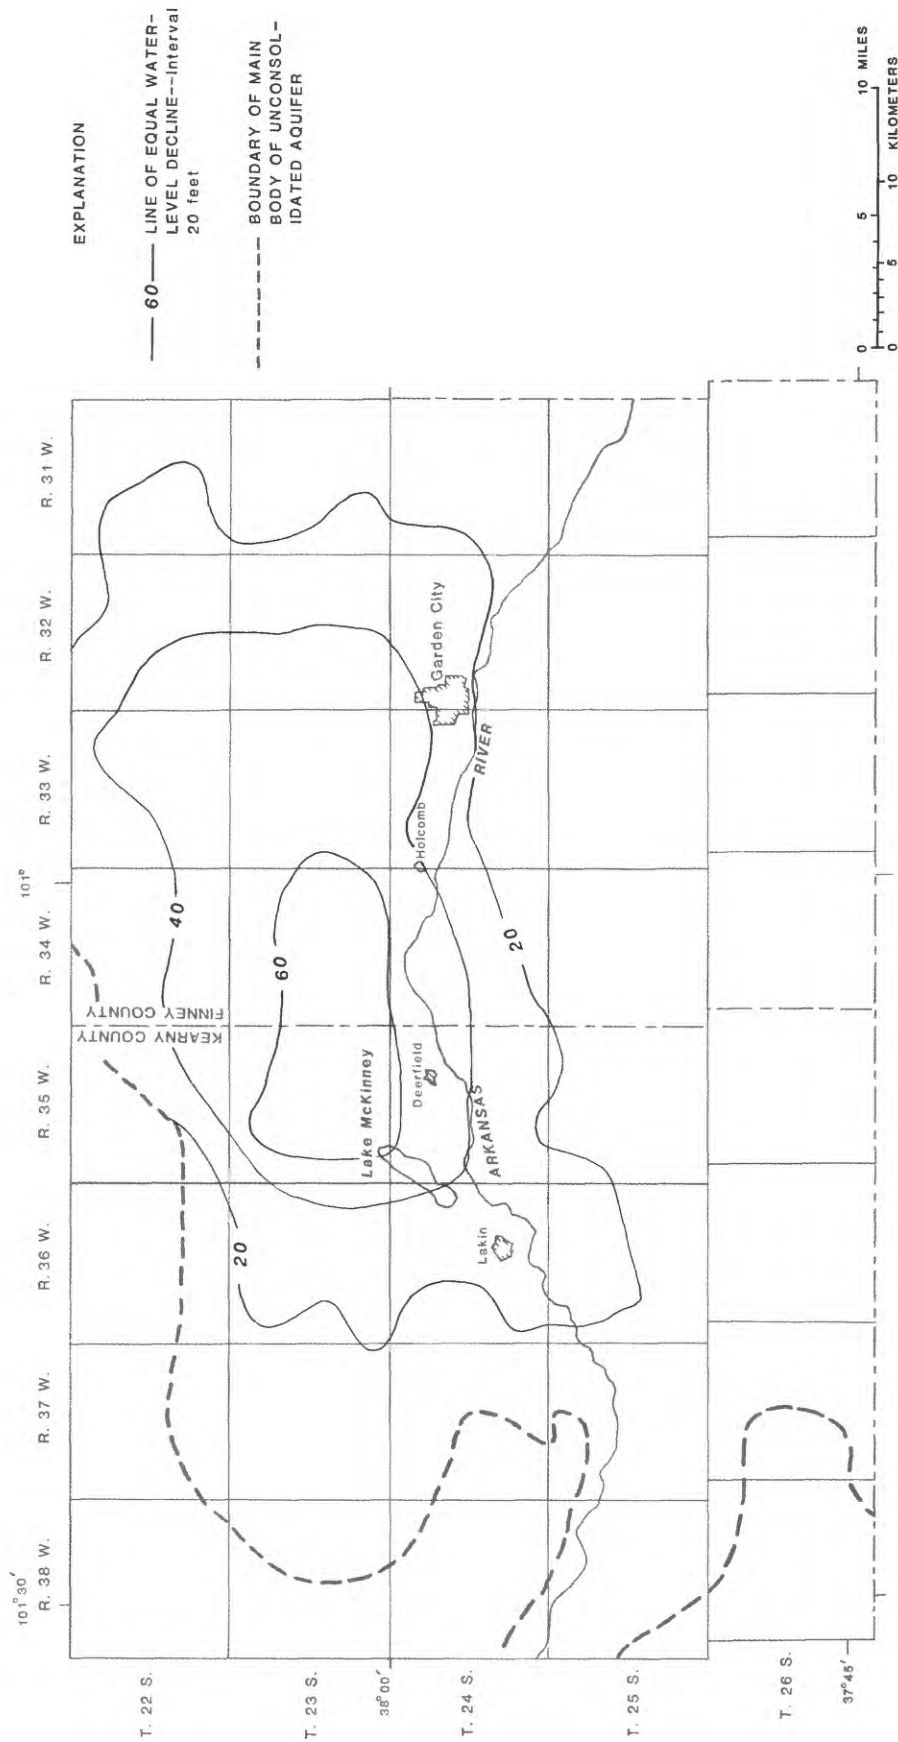 EXPLANATION
60
LINE OF EQUAL WATER-
LEVEL DECLINE--Interval
20 feet
BOUNDARY OF MAIN
BODY OF UNCONSOL-
IDATED AQUIFER
101°30′
101°
R. 38 W.
R. 37 W.
R. 36 W.
R. 35 W.
R. 34 W.
R. 33 W.
R. 32 W.
R. 31 W.
T. 22 S.
T. 23 S.
38°00′
T. 24 S.
T. 25 S.
T. 26 S.
37°45′
KEARNY COUNTY
FINNEY COUNTY
40
60
20
20
Lake McKinney
Deerfield
Lakin
Holcomb
Garden City
ARKANSAS
RIVER
0 5 10 MILES
0 5 10 KILOMETERS